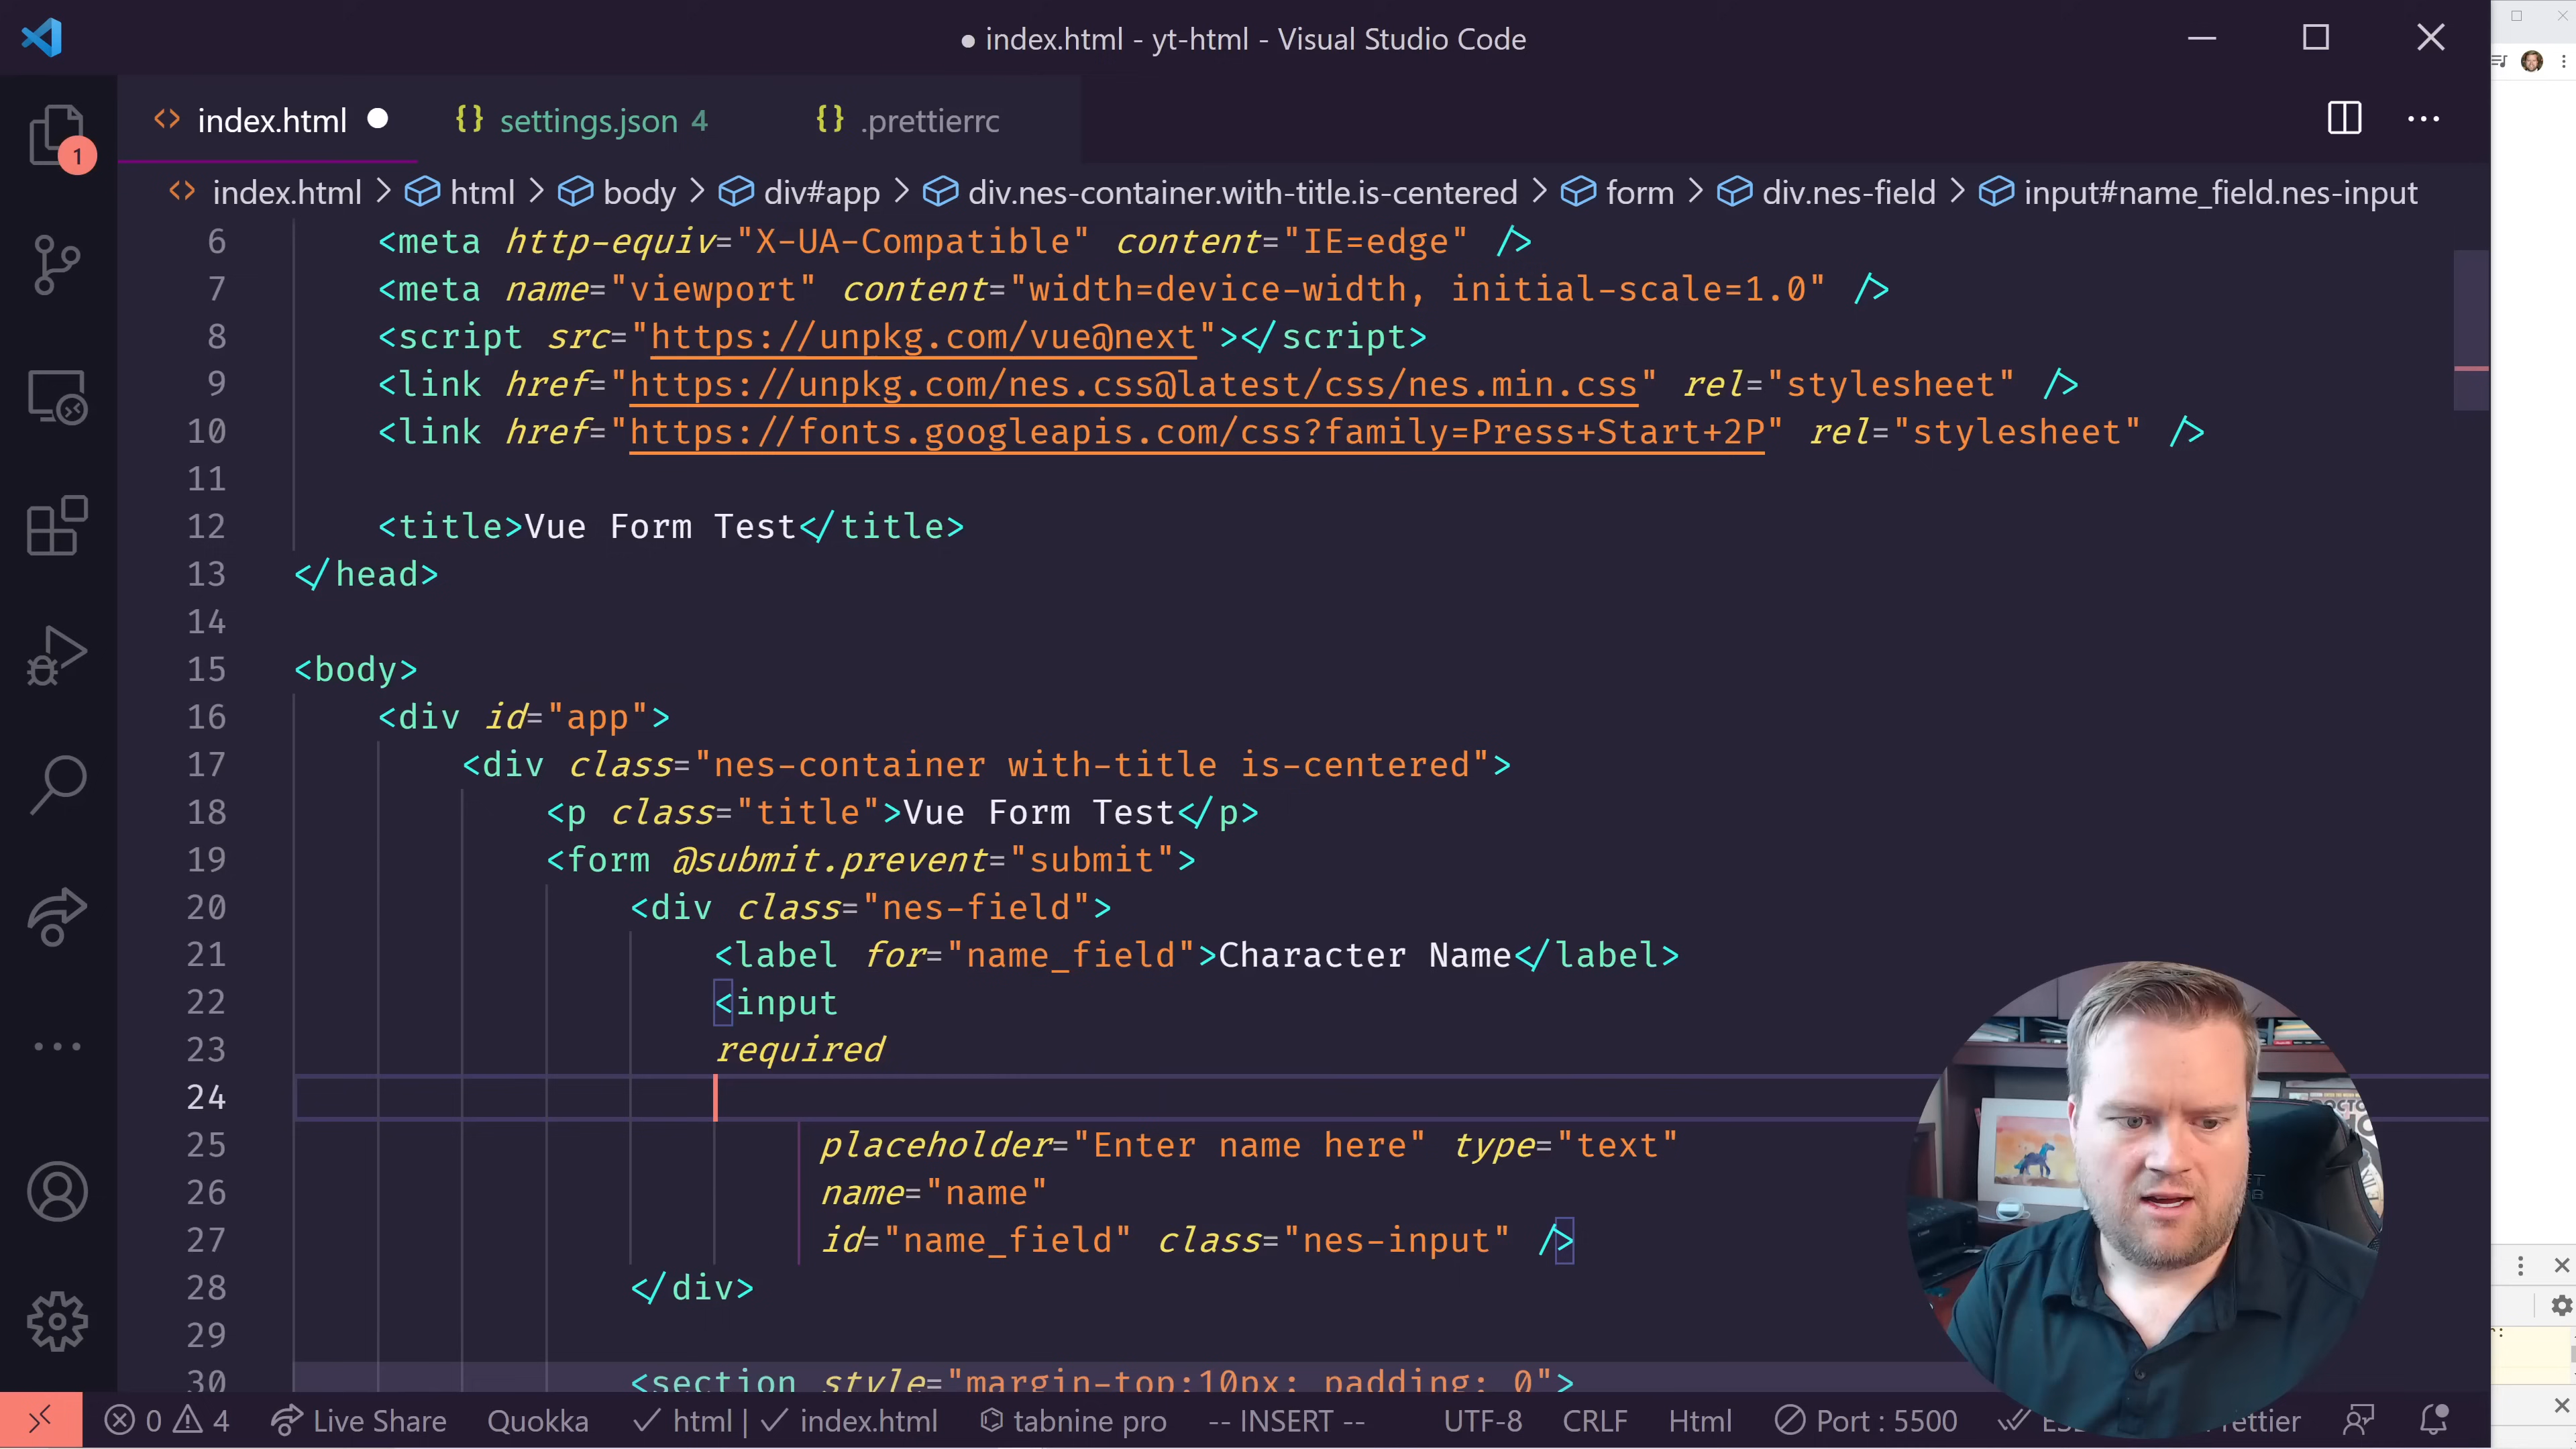 ● index.html - yt-html - Visual Studio Code
index.html ● settings.json 4 .prettierrc
1
index.html > html > body > div#app > div.nes-container.with-title.is-centered > form > div.nes-field > input#name_field.nes-input
6 <meta http-equiv="X-UA-Compatible" content="IE=edge" />
7 <meta name="viewport" content="width=device-width, initial-scale=1.0" />
8 <script src="https://unpkg.com/vue@next"></script>
9 <link href="https://unpkg.com/nes.css@latest/css/nes.min.css" rel="stylesheet" />
10 <link href="https://fonts.googleapis.com/css?family=Press+Start+2P" rel="stylesheet" />
11
12 <title>Vue Form Test</title>
13 </head>
14
15 <body>
16 <div id="app">
17 <div class="nes-container with-title is-centered">
18 <p class="title">Vue Form Test</p>
19 <form @submit.prevent="submit">
20 <div class="nes-field">
21 <label for="name_field">Character Name</label>
22 <input
23 required
24
25 placeholder="Enter name here" type="text"
26 name="name"
27 id="name_field" class="nes-input" />
28 </div>
29
30 <section style="margin-top:10px; padding: 0">
0 4 Live Share Quokka ✓ html | ✓ index.html tabnine pro -- INSERT -- UTF-8 CRLF Html Port : 5500